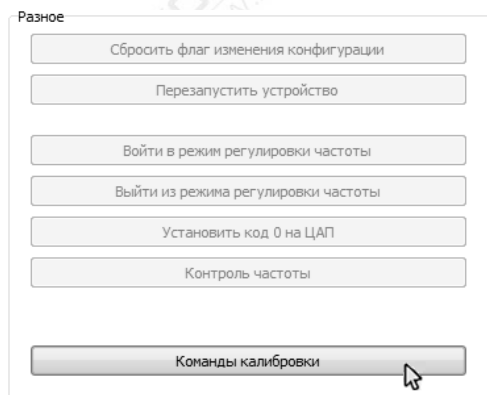 Разное
Сбросить флаг изменения конфигурации
Перезапустить устройство
Войти в режим регулировки частоты
Выйти из режима регулировки частоты
Установить код 0 на ЦАП
Контроль частоты
Команды калибровки